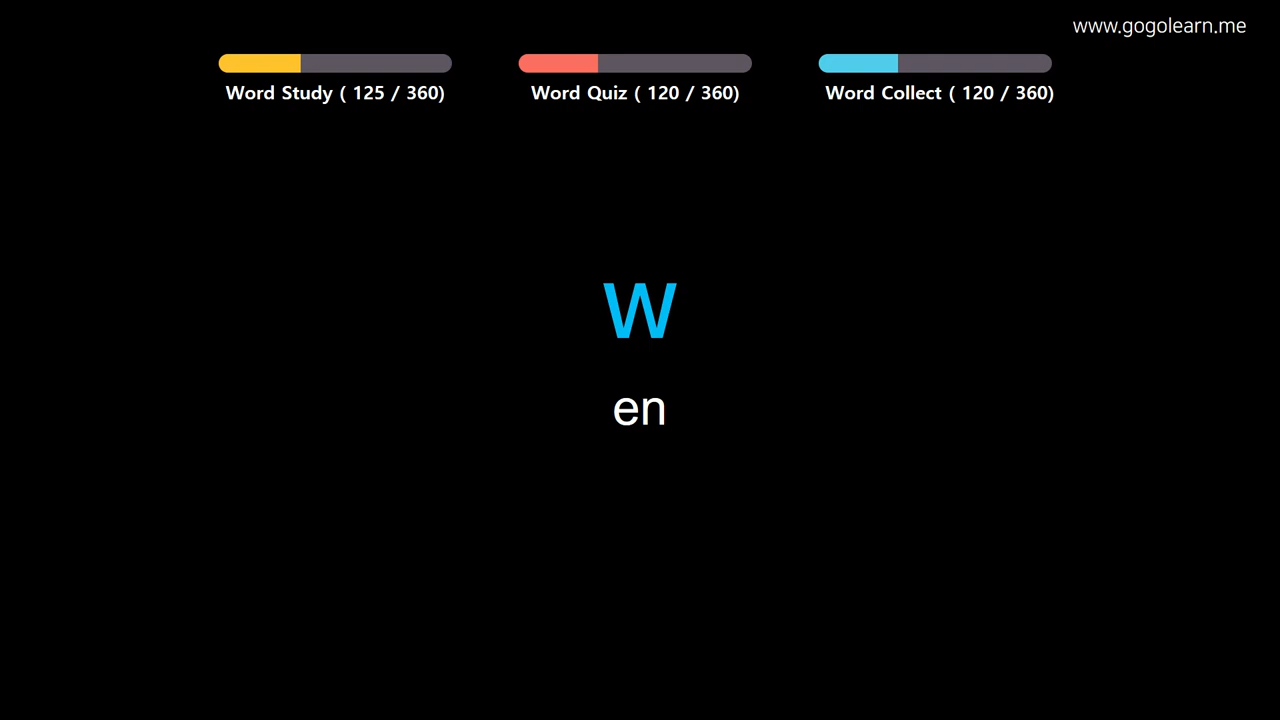 www.gogolearn.me
Word Study ( 125 / 360)
Word Quiz ( 120 / 360)
Word Collect ( 120 / 360)
w
en